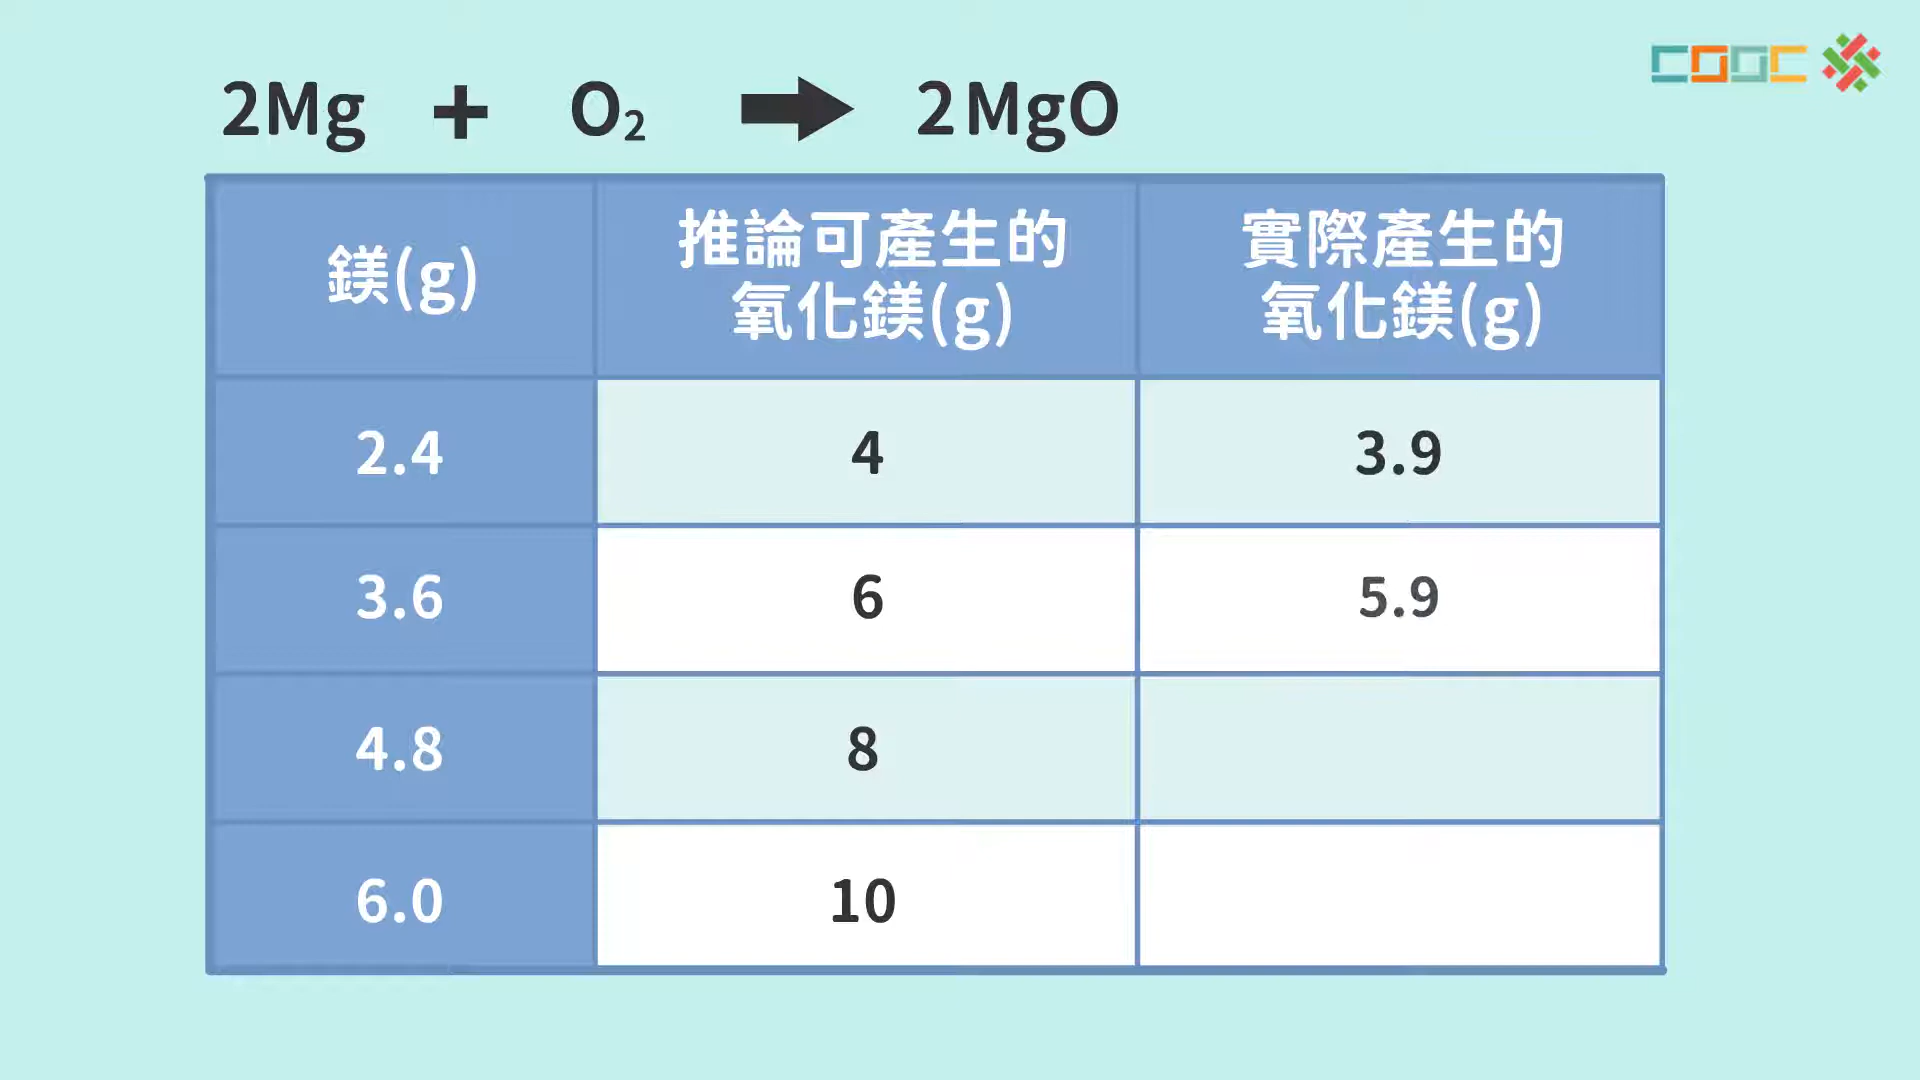 COOC
2Mg + O₂ → 2MgO
鎂(g)
推論可產生的
氧化鎂(g)
實際產生的
氧化鎂(g)
2.4 4 3.9
3.6 6 5.9
4.8 8
6.0 10